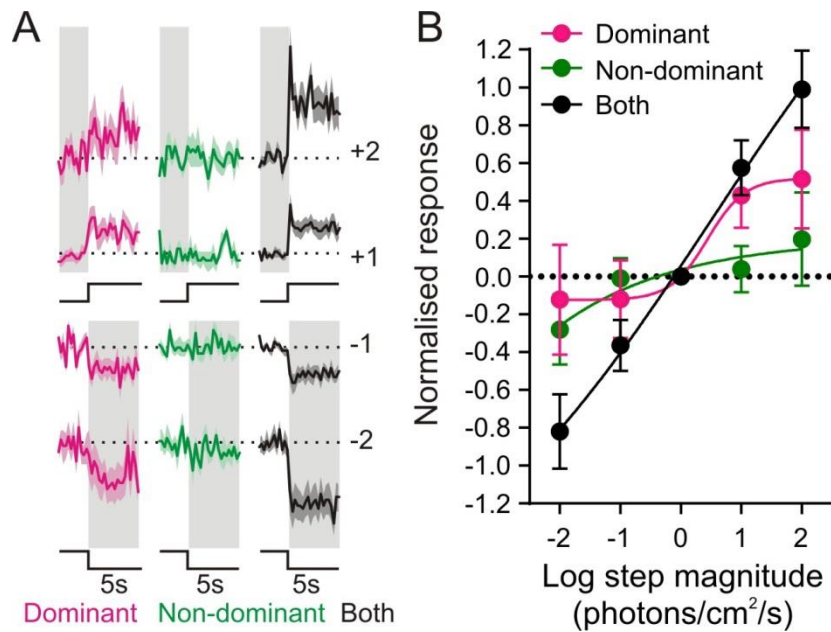 A
+2
+1
-1
-2
5s 5s 5s
Dominant Non-dominant Both
B
Dominant
Non-dominant
Both
Normalised response
1.2
1.0
0.8
0.6
0.4
0.2
0.0
-0.2
-0.4
-0.6
-0.8
-1.0
-1.2
-2 -1 0 1 2
Log step magnitude
(photons/cm²/s)